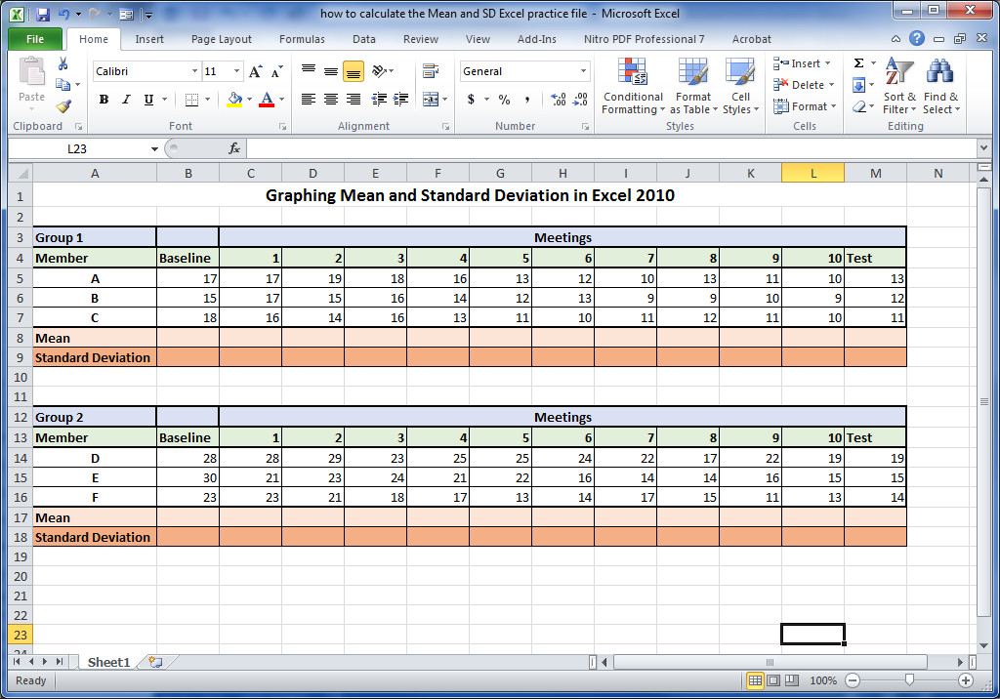 how to calculate the Mean and SD Excel practice file - Microsoft Excel
File Home Insert Page Layout Formulas Data Review View Add-Ins Nitro PDF Professional 7 Acrobat
Paste
Calibri 11
B I U
General
$ % ,
Conditional Formatting
Format as Table
Cell Styles
Insert
Delete
Format
Σ
Sort & Filter
Find & Select
Clipboard Font Alignment Number Styles Cells Editing
L23 fx
A B C D E F G H I J K L M N
1 Graphing Mean and Standard Deviation in Excel 2010
2
3 Group 1 Meetings
4 Member Baseline 1 2 3 4 5 6 7 8 9 10 Test
5 A 17 17 19 18 16 13 12 10 13 11 10 13
6 B 15 17 15 16 14 12 13 9 9 10 9 12
7 C 18 16 14 16 13 11 10 11 12 11 10 11
8 Mean
9 Standard Deviation
10
11
12 Group 2 Meetings
13 Member Baseline 1 2 3 4 5 6 7 8 9 10 Test
14 D 28 28 29 23 25 25 24 22 17 22 19 19
15 E 30 21 23 24 21 22 16 14 14 16 15 15
16 F 23 23 21 18 17 13 14 17 15 11 13 14
17 Mean
18 Standard Deviation
19
20
21
22
23
24
Sheet1
Ready 100%